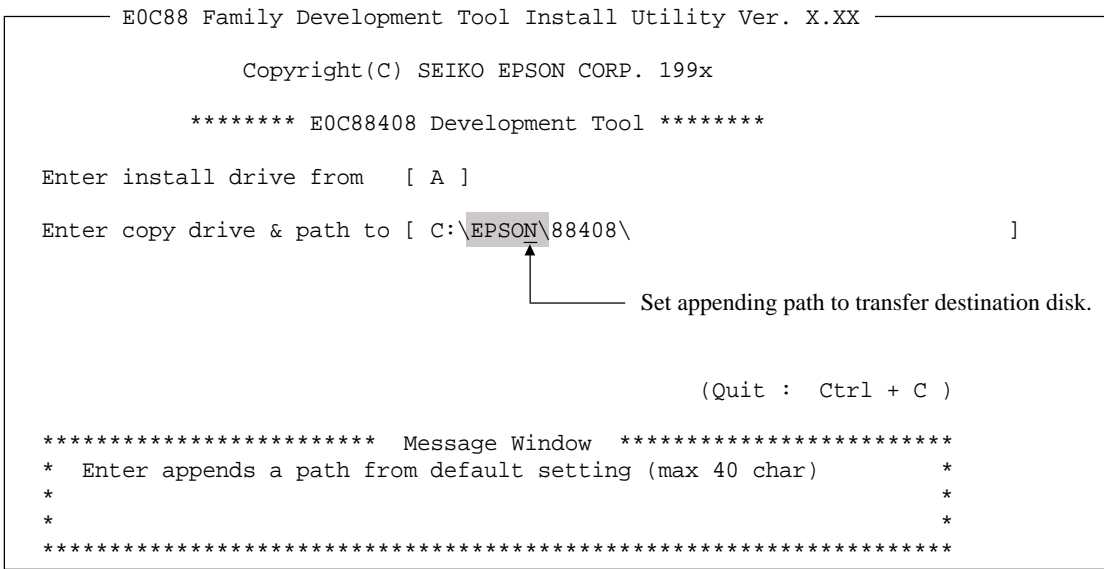 E0C88 Family Development Tool Install Utility Ver. X.XX
Copyright(C) SEIKO EPSON CORP. 199x
******** E0C88408 Development Tool ********
Enter install drive from [ A ]
Enter copy drive & path to [ C:\EPSON\88408\ ]
Set appending path to transfer destination disk.
(Quit : Ctrl + C )
************************* Message Window *************************
* Enter appends a path from default setting (max 40 char) *
* *
* *
********************************************************************